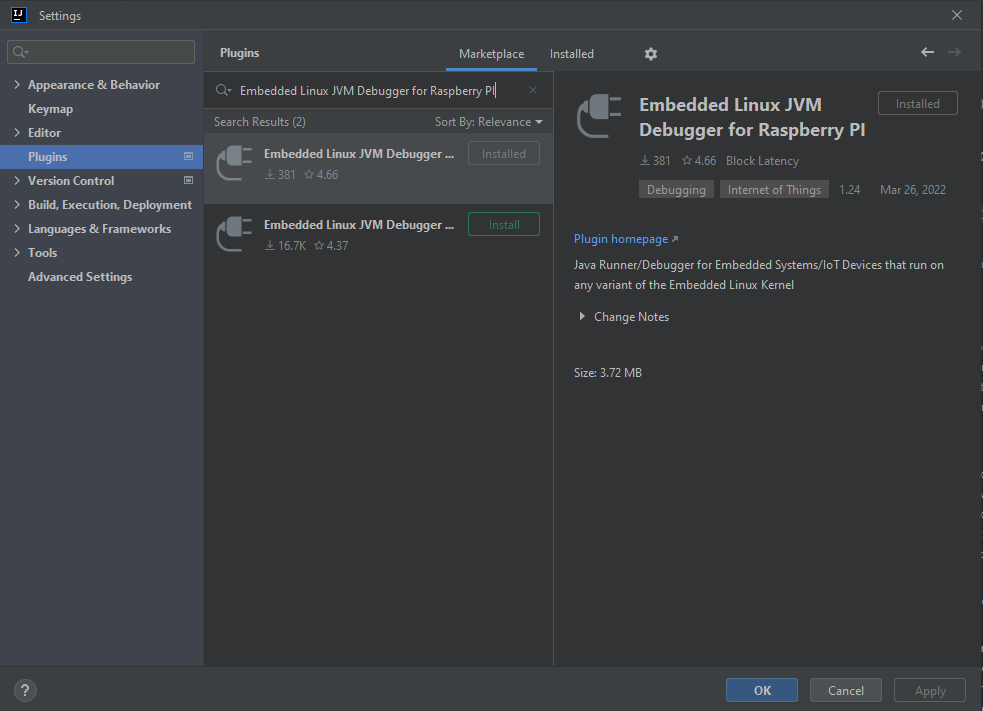 IJ
Settings
Appearance & Behavior
Keymap
Editor
Plugins
Version Control
Build, Execution, Deployment
Languages & Frameworks
Tools
Advanced Settings
Plugins
Marketplace
Installed
Embedded Linux JVM Debugger for Raspberry PI
Search Results (2)
Sort By: Relevance
Embedded Linux JVM Debugger ...
Installed
381 4.66
Embedded Linux JVM Debugger ...
Install
16.7K 4.37
Embedded Linux JVM
Debugger for Raspberry PI
Installed
381 4.66 Block Latency
Debugging Internet of Things 1.24 Mar 26, 2022
Plugin homepage
Java Runner/Debugger for Embedded Systems/IoT Devices that run on
any variant of the Embedded Linux Kernel
Change Notes
Size: 3.72 MB
?
OK
Cancel
Apply